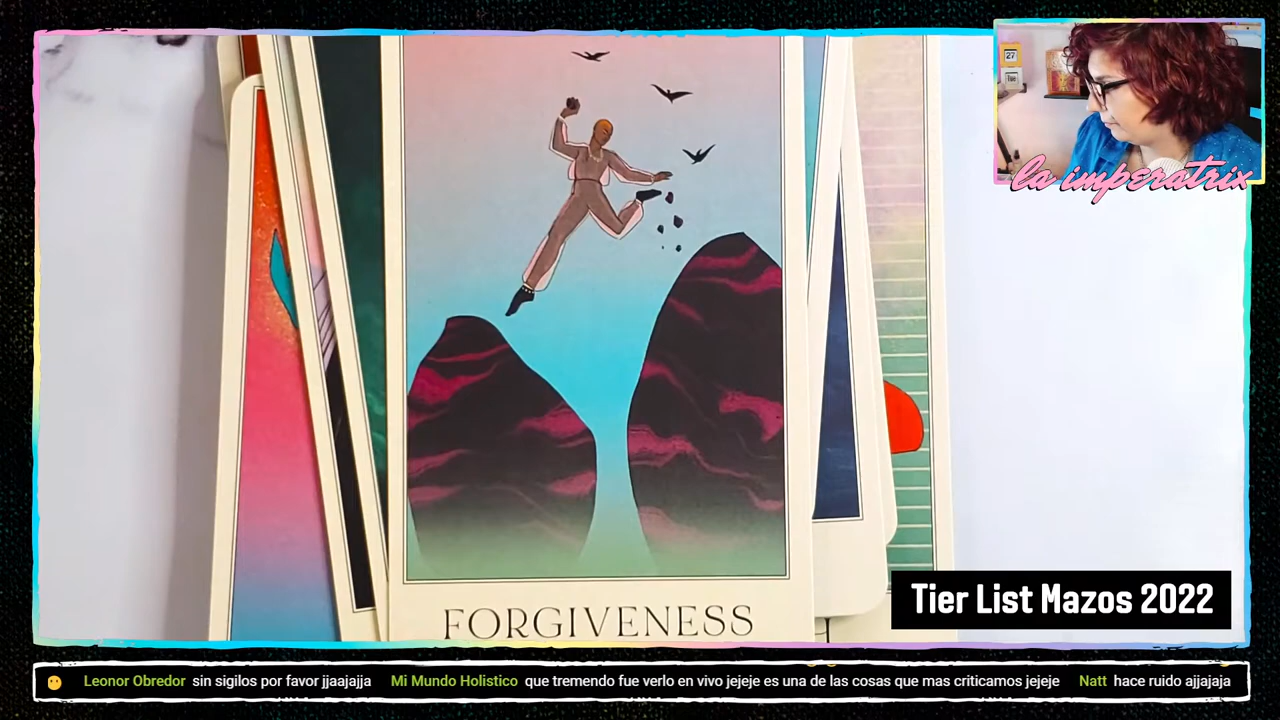 27
la imperatrix
FORGIVENESS
Tier List Mazos 2022
Leonor Obredor sin sigilos por favor jjaajajja Mi Mundo Holistico que tremendo fue verlo en vivo jejeje es una de las cosas que mas criticamos jejeje Natt hace ruido ajjajaja